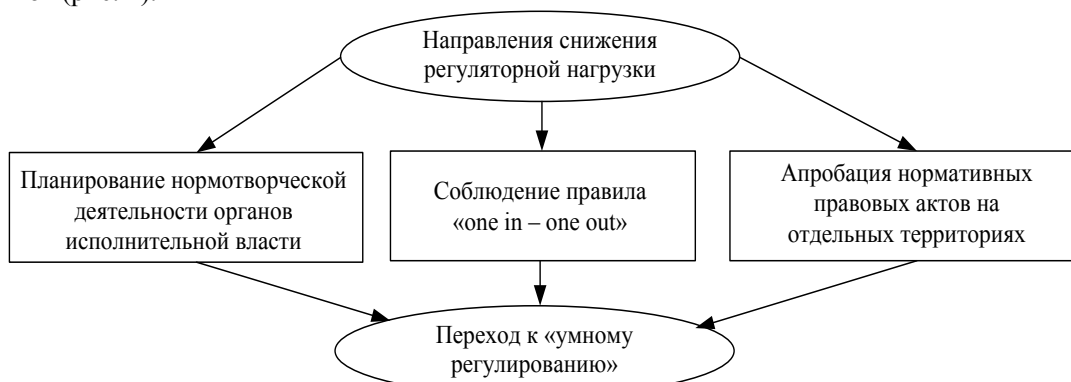 Направления снижения
регуляторной нагрузки
Планирование нормотворческой
деятельности органов
исполнительной власти
Соблюдение правила
«one in – one out»
Апробация нормативных
правовых актов на
отдельных территориях
Переход к «умному
регулированию»